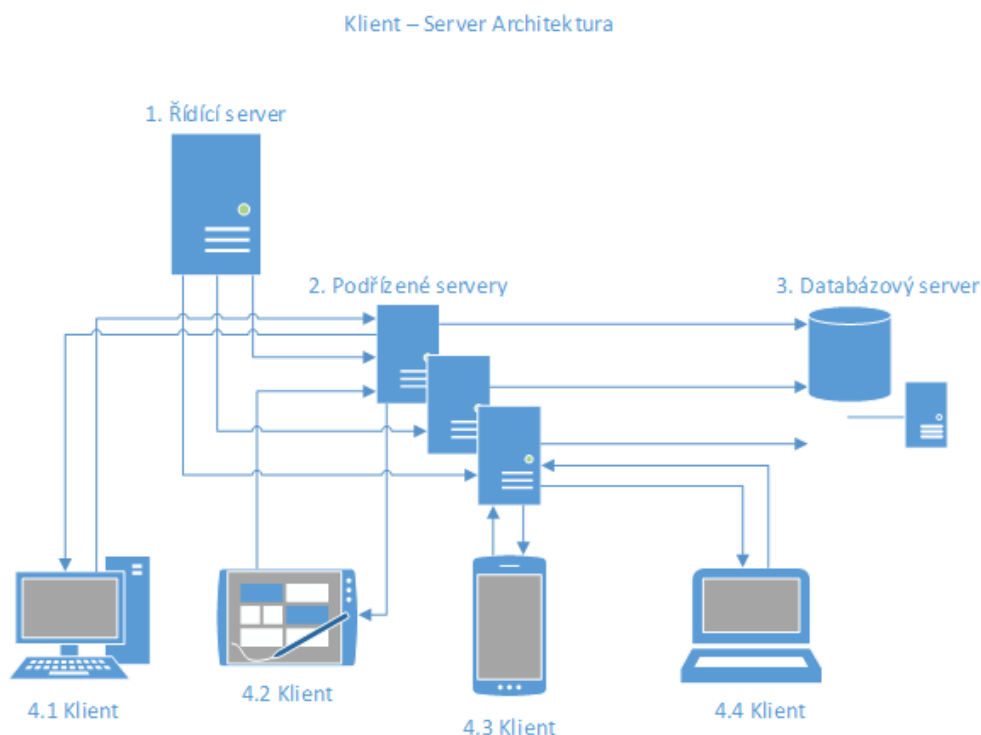 Klient – Server Architektura
1. Řídící server
2. Podřízené servery
3. Databázový server
4.1 Klient
4.2 Klient
4.3 Klient
4.4 Klient